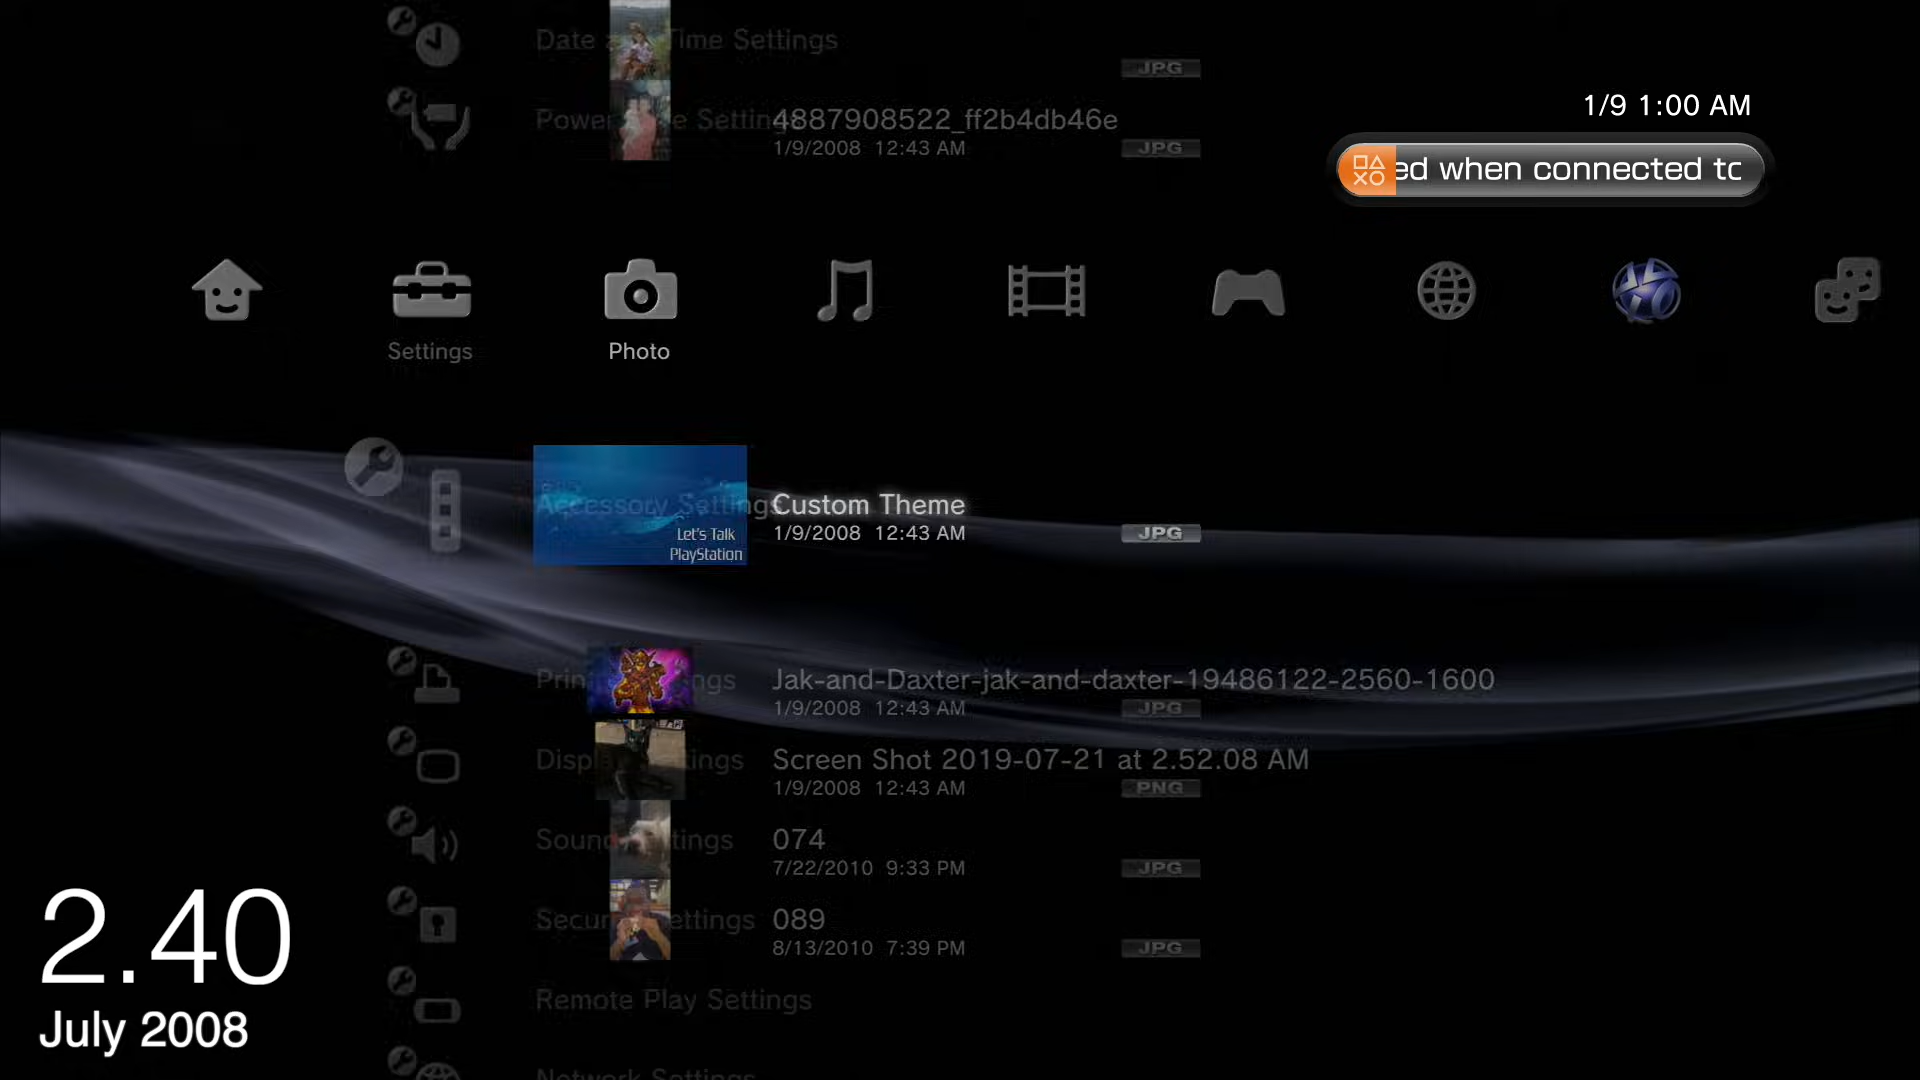 Date Time Settings
JPG
Power Settings
4887908522_ff2b4db46e
1/9/2008 12:43 AM
JPG
1/9 1:00 AM
ed when connected to
Settings
Photo
Accessory Settings
Let's Talk
PlayStation
Custom Theme
1/9/2008 12:43 AM
JPG
Jak-and-Daxter-jak-and-daxter-19486122-2560-1600
1/9/2008 12:43 AM
JPG
Screen Shot 2019-07-21 at 2.52.08 AM
1/9/2008 12:43 AM
PNG
074
7/22/2010 9:33 PM
JPG
089
8/13/2010 7:39 PM
JPG
Remote Play Settings
Network Settings
2.40
July 2008